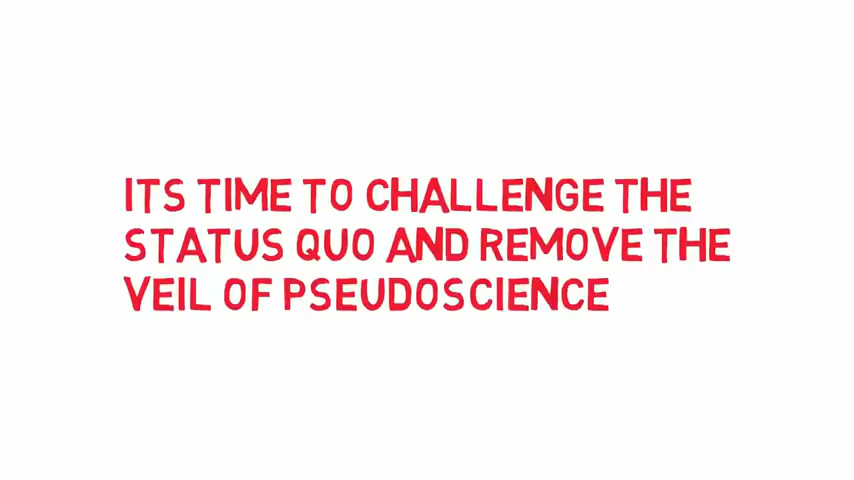 ITS TIME TO CHALLENGE THE
STATUS QUO AND REMOVE THE
VEIL OF PSEUDOSCIENCE